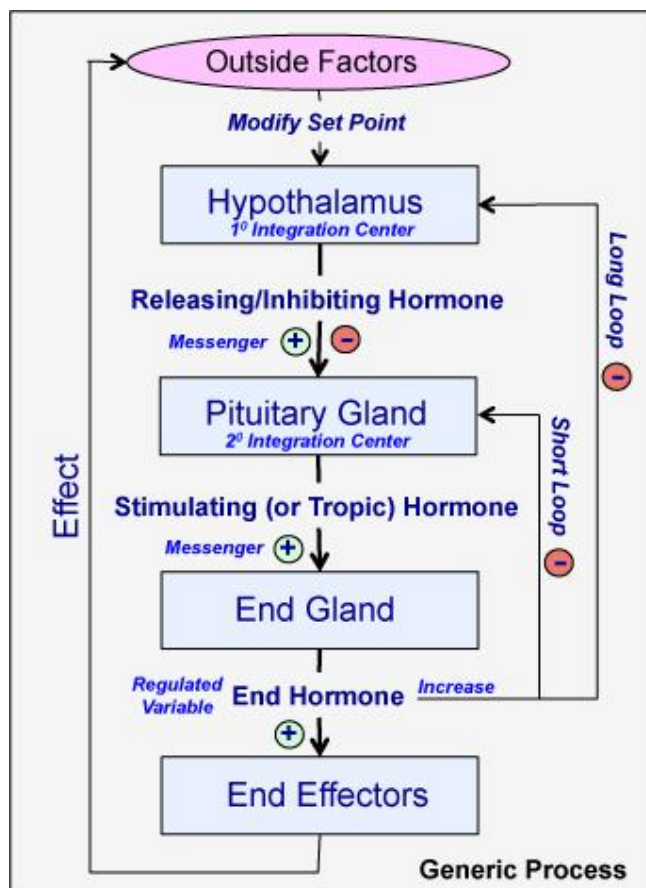 Outside Factors
Modify Set Point
Hypothalamus
1⁰ Integration Center
Releasing/Inhibiting Hormone
Messenger + -
Pituitary Gland
2⁰ Integration Center
Stimulating (or Tropic) Hormone
Messenger +
End Gland
Regulated
Variable
End Hormone
Increase
+
End Effectors
Effect
Short Loop
-
Long Loop
-
Generic Process